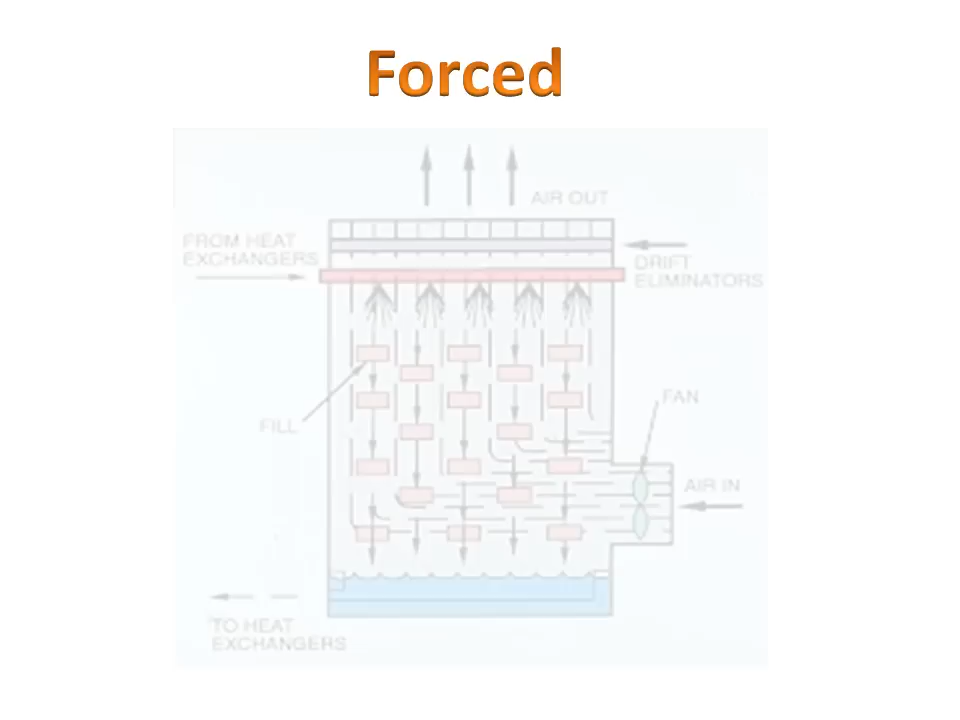 Forced
AIR OUT
FROM HEAT
EXCHANGERS
DRIFT
ELIMINATORS
FAN
FILL
AIR IN
TO HEAT
EXCHANGERS